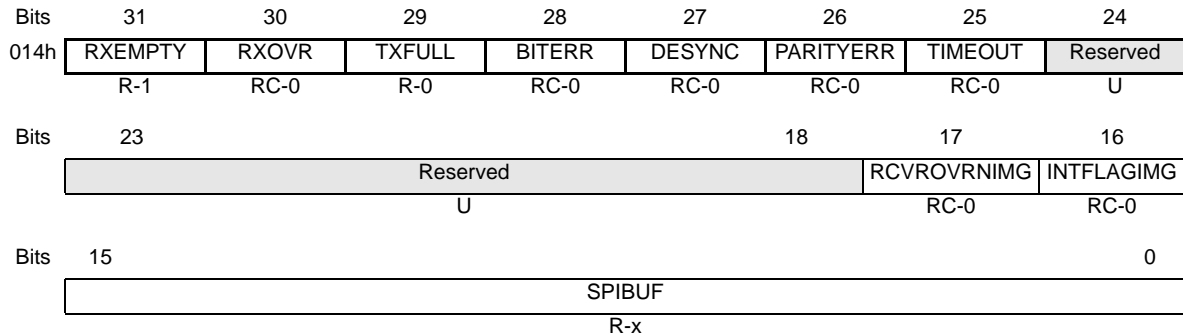 Bits 31 30 29 28 27 26 25 24
014h RXEMPTY RXOVR TXFULL BITERR DESYNC PARITYERR TIMEOUT Reserved
R-1 RC-0 R-0 RC-0 RC-0 RC-0 RC-0 U
Bits 23 18 17 16
Reserved RCVROVRNIMG INTFLAGIMG
U RC-0 RC-0
Bits 15 0
SPIBUF
R-x